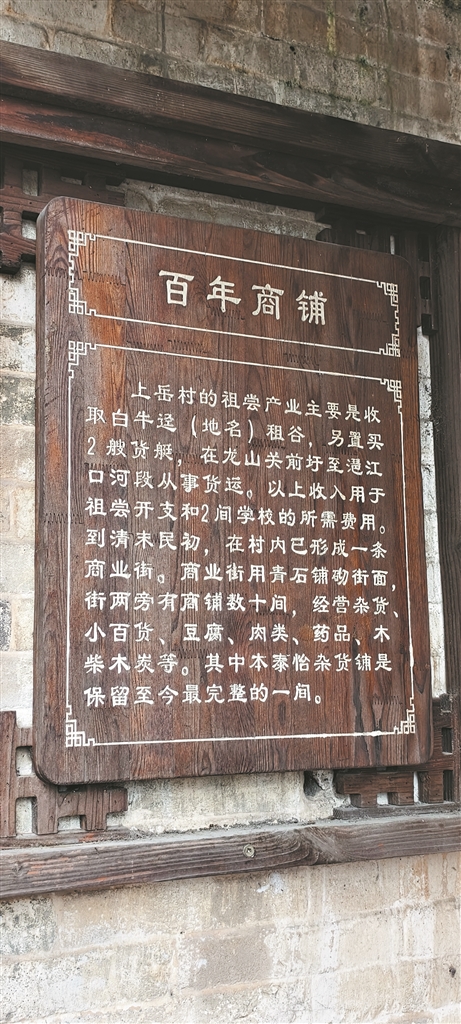 百年商铺
上岳村的祖尝产业主要是收
取白牛迳（地名）租谷，另置买
2艘货艇，在龙山关前圩至潖江
口河段从事货运。以上收入用于
祖尝开支和2间学校的所需费用。
到清末民初，在村内已形成一条
商业街。商业街用青石铺砌街面，
街两旁有商铺数十间，经营杂货、
小百货、豆腐、肉类、药品、木
柴木炭等。其中本泰怡杂货铺是
保留至今最完整的一间。